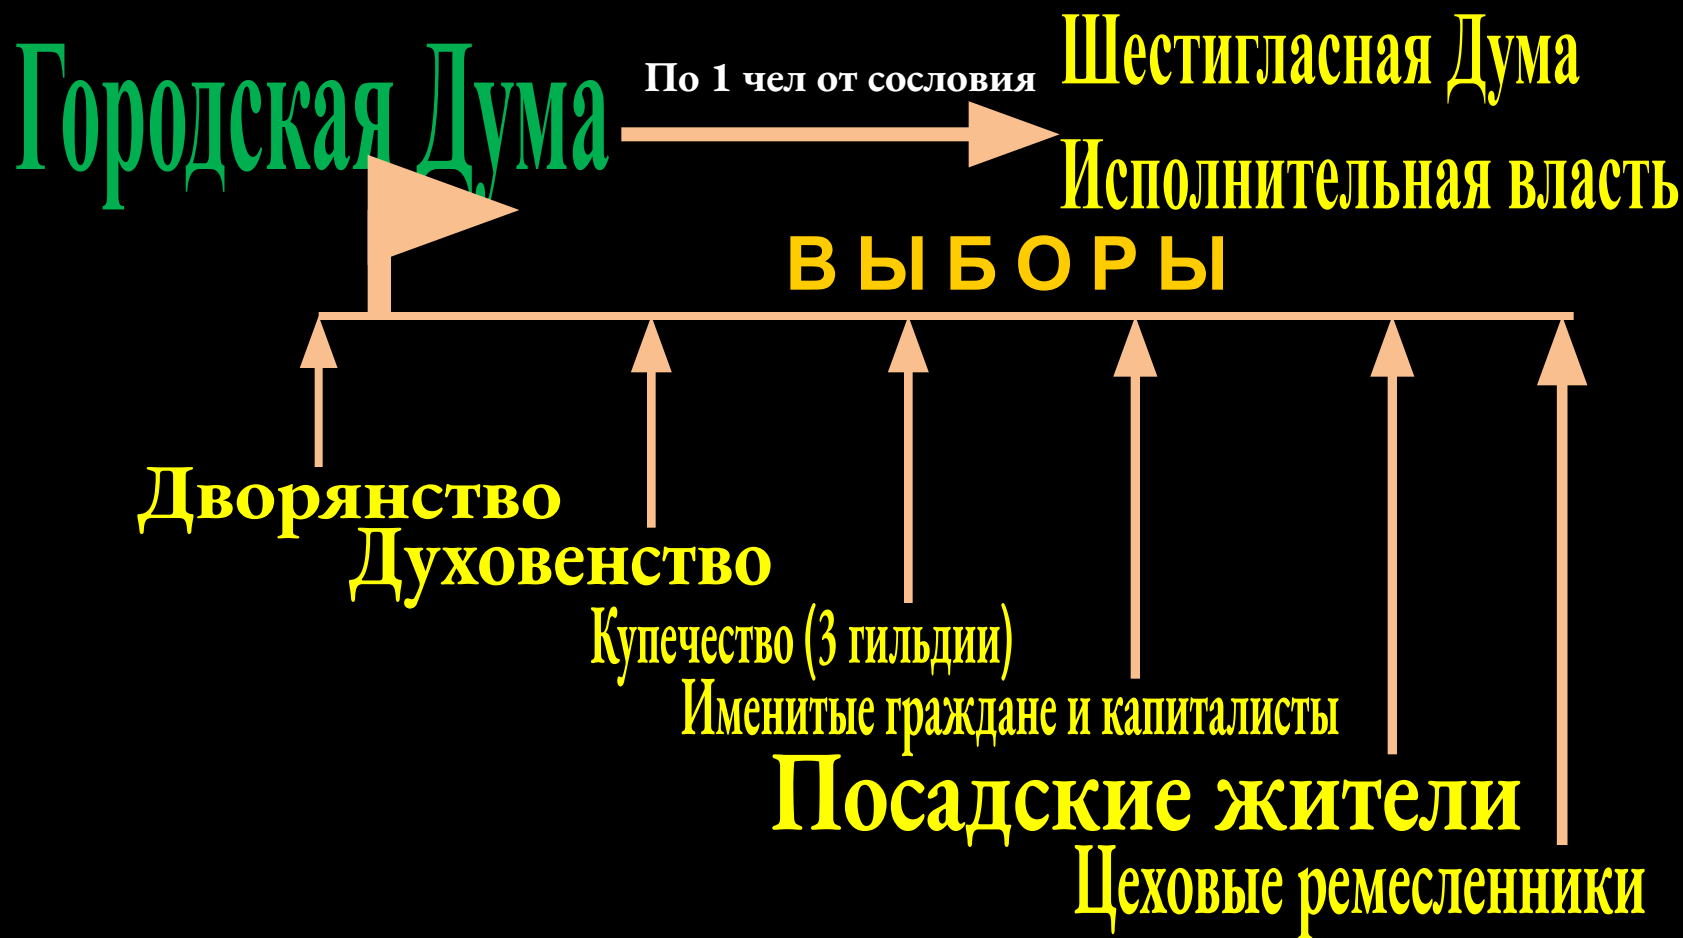 Городская Дума
По 1 чел от сословия
Шестигласная Дума
Исполнительная власть
ВЫБОРЫ
Дворянство
Духовенство
Купечество (3 гильдии)
Именитые граждане и капиталисты
Посадские жители
Цеховые ремесленники